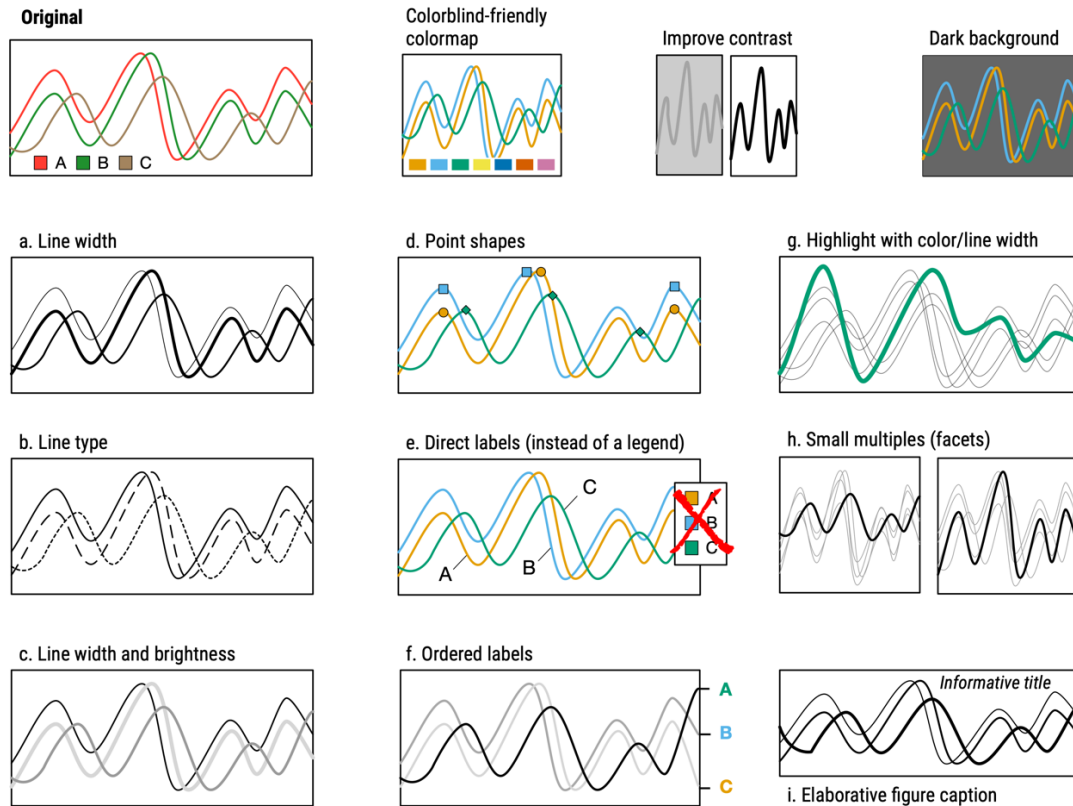 Original
Colorblind-friendly
colormap
Improve contrast
Dark background
A B C
a. Line width
d. Point shapes
g. Highlight with color/line width
b. Line type
e. Direct labels (instead of a legend)
h. Small multiples (facets)
C
A
B
C
A
B
c. Line width and brightness
f. Ordered labels
A
B
C
Informative title
i. Elaborative figure caption